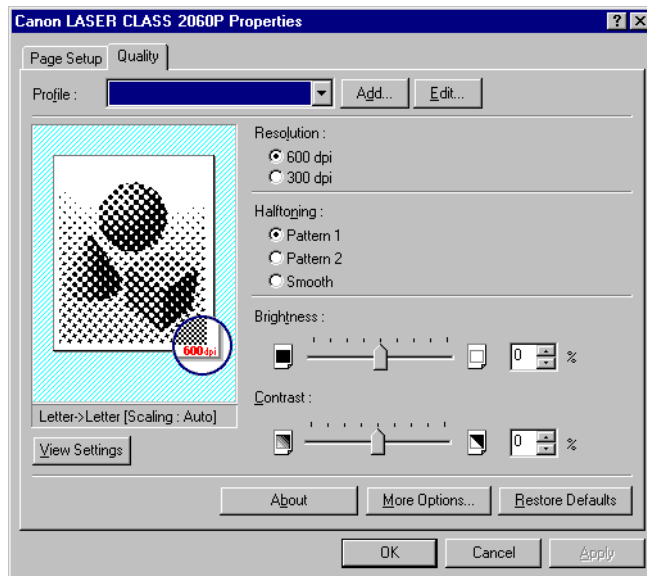 Canon LASER CLASS 2060P Properties
Page Setup
Quality
Profile :
Add...
Edit...
Resolution :
600 dpi
300 dpi
Halftoning :
Pattern 1
Pattern 2
Smooth
600dpi
Brightness :
0 %
Letter->Letter [Scaling : Auto]
Contrast :
0 %
View Settings
About
More Options...
Restore Defaults
OK
Cancel
Apply